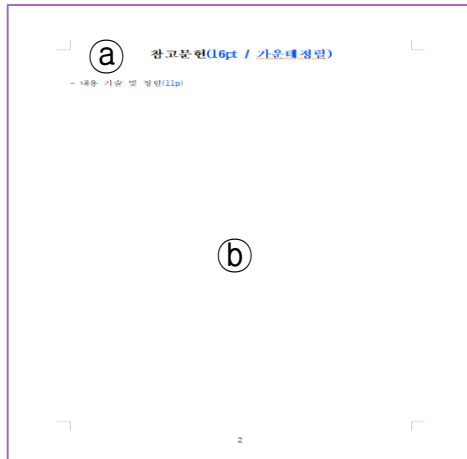 ⓐ 참고문헌(16pt / 가운데정렬)
- 내용 기술 및 정렬(11p)
ⓑ
2